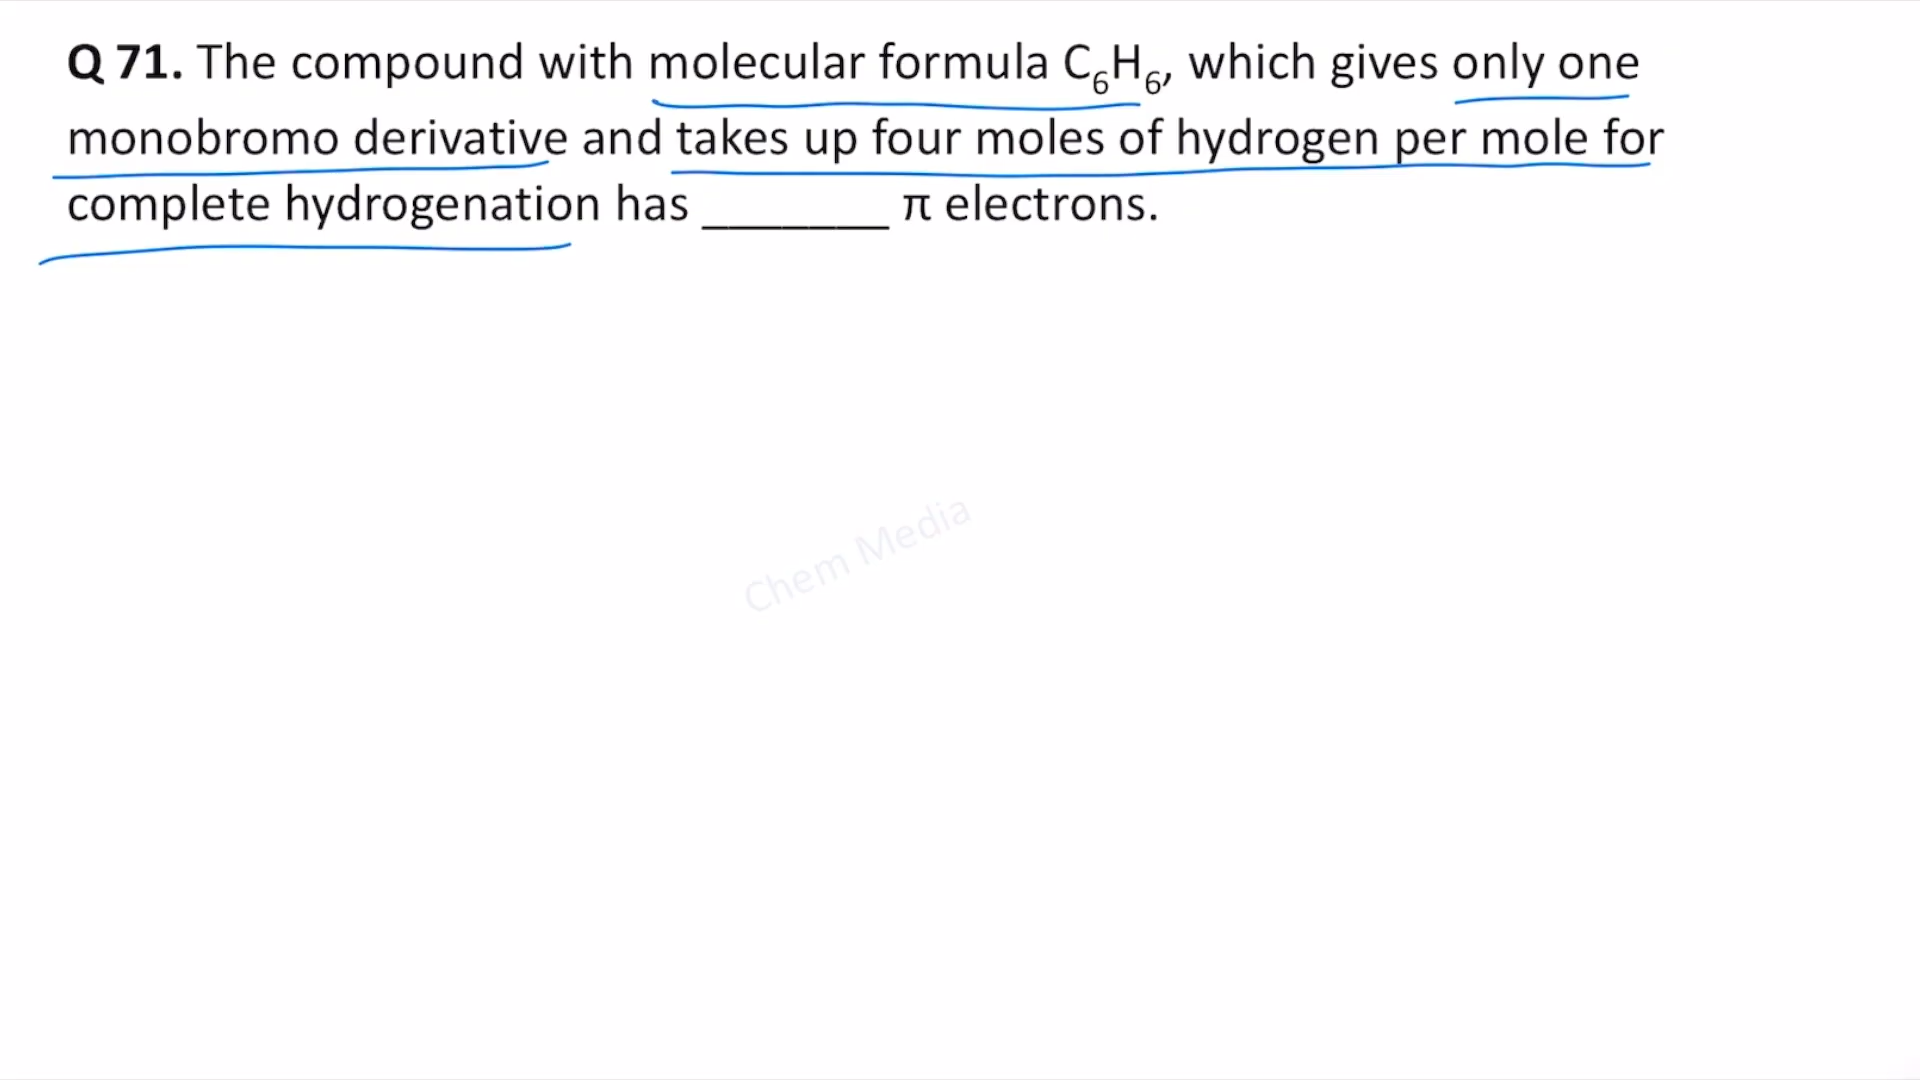 Q 71. The compound with molecular formula C₆H₆, which gives only one
monobromo derivative and takes up four moles of hydrogen per mole for
complete hydrogenation has _______ π electrons.
Chem Media